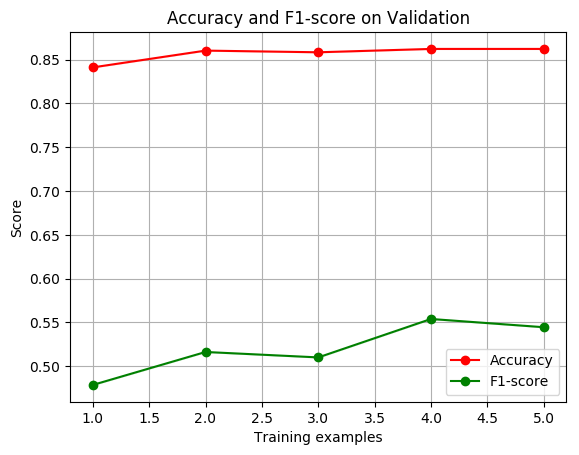 Accuracy and F1-score on Validation
0.85
0.80
0.75
0.70
0.65
0.60
0.55
0.50
Score
Accuracy
F1-score
1.0 1.5 2.0 2.5 3.0 3.5 4.0 4.5 5.0
Training examples